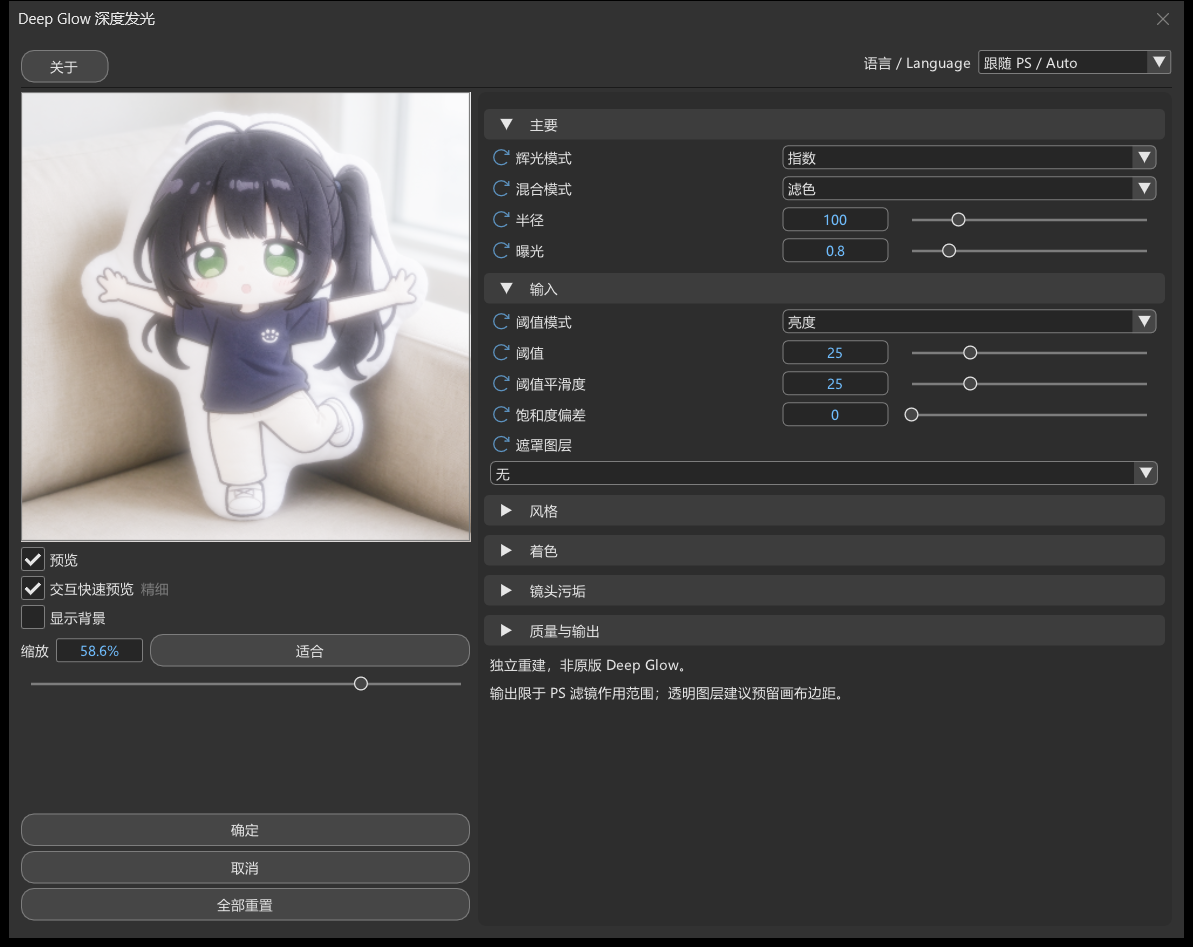 Deep Glow 深度发光
关于
语言 / Language 跟随 PS / Auto
预览
交互快速预览 精细
显示背景
缩放 58.6% 适合
确定
取消
全部重置
主要
辉光模式 指数
混合模式 滤色
半径 100
曝光 0.8
输入
阈值模式 亮度
阈值 25
阈值平滑度 25
饱和度偏差 0
遮罩图层
无
风格
着色
镜头污垢
质量与输出
独立重建，非原版 Deep Glow。
输出限于 PS 滤镜作用范围；透明图层建议预留画布边距。